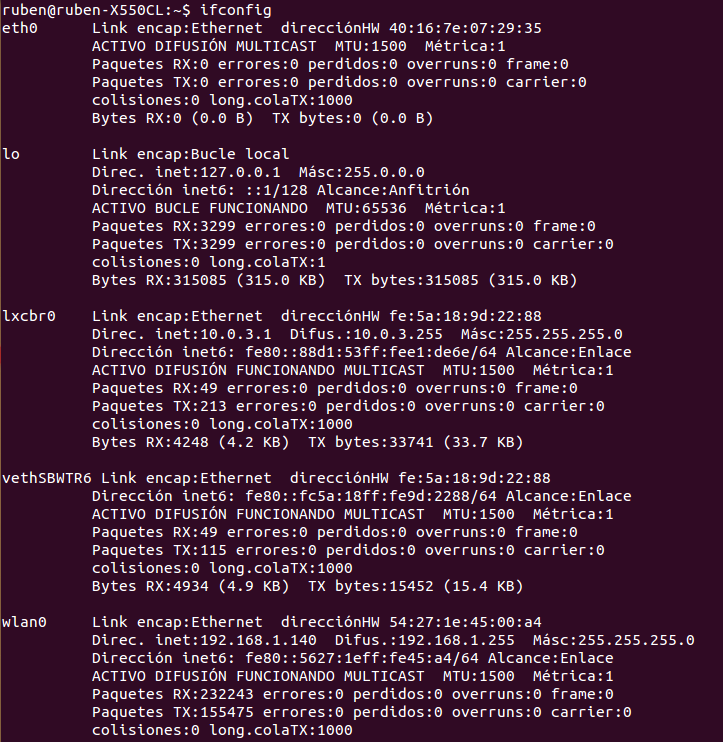 ruben@ruben-X550CL:~$ ifconfig
eth0      Link encap:Ethernet  direcciónHW 40:16:7e:07:29:35
          ACTIVO DIFUSIÓN MULTICAST  MTU:1500  Métrica:1
          Paquetes RX:0 errores:0 perdidos:0 overruns:0 frame:0
          Paquetes TX:0 errores:0 perdidos:0 overruns:0 carrier:0
          colisiones:0 long.colaTX:1000
          Bytes RX:0 (0.0 B)  TX bytes:0 (0.0 B)

lo        Link encap:Bucle local
          Direc. inet:127.0.0.1  Másc:255.0.0.0
          Dirección inet6: ::1/128 Alcance:Anfitrión
          ACTIVO BUCLE FUNCIONANDO  MTU:65536  Métrica:1
          Paquetes RX:3299 errores:0 perdidos:0 overruns:0 frame:0
          Paquetes TX:3299 errores:0 perdidos:0 overruns:0 carrier:0
          colisiones:0 long.colaTX:1
          Bytes RX:315085 (315.0 KB)  TX bytes:315085 (315.0 KB)

lxcbr0    Link encap:Ethernet  direcciónHW fe:5a:18:9d:22:88
          Direc. inet:10.0.3.1  Difus.:10.0.3.255  Másc:255.255.255.0
          Dirección inet6: fe80::88d1:53ff:fee1:de6e/64 Alcance:Enlace
          ACTIVO DIFUSIÓN FUNCIONANDO MULTICAST  MTU:1500  Métrica:1
          Paquetes RX:49 errores:0 perdidos:0 overruns:0 frame:0
          Paquetes TX:213 errores:0 perdidos:0 overruns:0 carrier:0
          colisiones:0 long.colaTX:1000
          Bytes RX:4248 (4.2 KB)  TX bytes:33741 (33.7 KB)

vethSBWTR6 Link encap:Ethernet  direcciónHW fe:5a:18:9d:22:88
          Dirección inet6: fe80::fc5a:18ff:fe9d:2288/64 Alcance:Enlace
          ACTIVO DIFUSIÓN FUNCIONANDO MULTICAST  MTU:1500  Métrica:1
          Paquetes RX:49 errores:0 perdidos:0 overruns:0 frame:0
          Paquetes TX:115 errores:0 perdidos:0 overruns:0 carrier:0
          colisiones:0 long.colaTX:1000
          Bytes RX:4934 (4.9 KB)  TX bytes:15452 (15.4 KB)

wlan0     Link encap:Ethernet  direcciónHW 54:27:1e:45:00:a4
          Direc. inet:192.168.1.140  Difus.:192.168.1.255  Másc:255.255.255.0
          Dirección inet6: fe80::5627:1eff:fe45:a4/64 Alcance:Enlace
          ACTIVO DIFUSIÓN FUNCIONANDO MULTICAST  MTU:1500  Métrica:1
          Paquetes RX:232243 errores:0 perdidos:0 overruns:0 frame:0
          Paquetes TX:155475 errores:0 perdidos:0 overruns:0 carrier:0
          colisiones:0 long.colaTX:1000